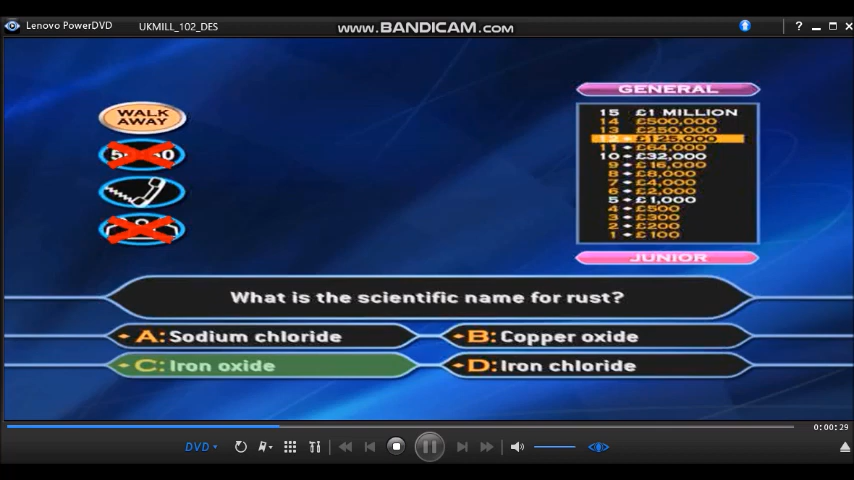 Lenovo PowerDVD
UKMILL_102_DES
www.BANDICAM.com
?
WALK
AWAY
GENERAL
15 £1 MILLION
14 £500,000
13 £250,000
12 £125,000
11 £64,000
10 £32,000
9 £16,000
8 £8,000
7 £4,000
6 £2,000
5 £1,000
4 £500
3 £300
2 £200
1 £100
JUNIOR
What is the scientific name for rust?
A: Sodium chloride
B: Copper oxide
C: Iron oxide
D: Iron chloride
0:00:29
DVD